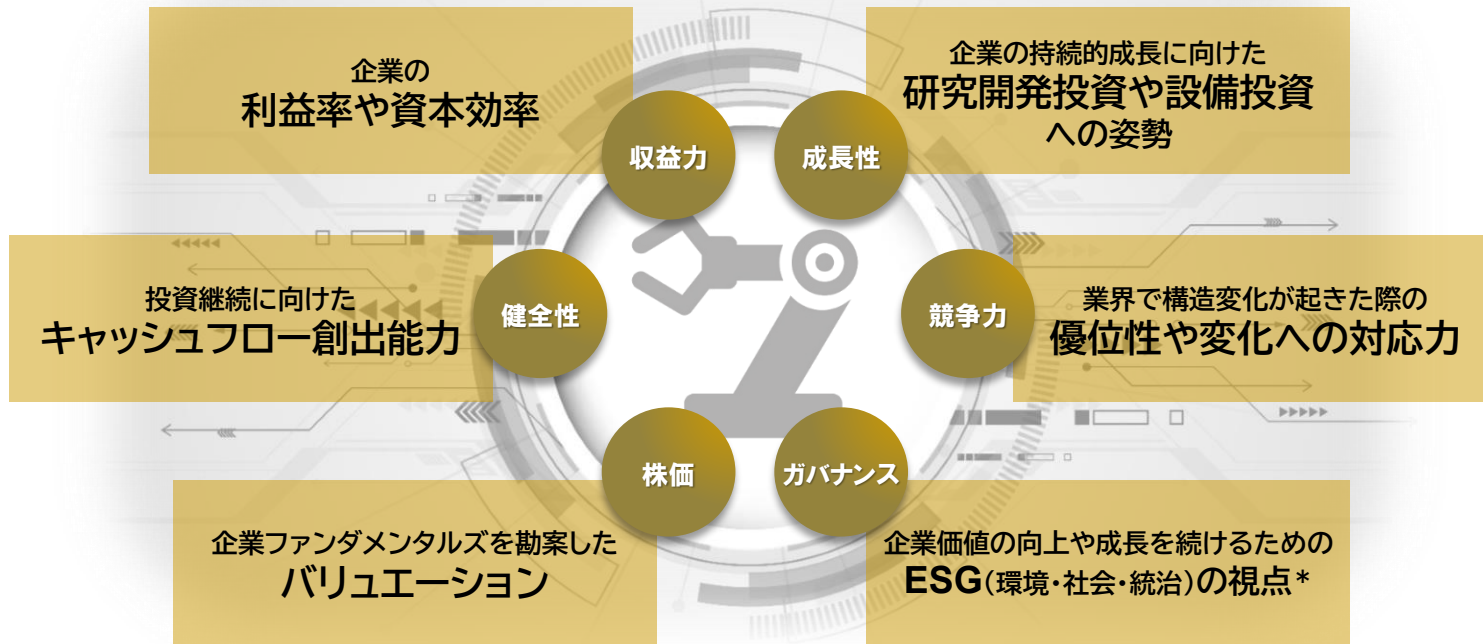 企業の
利益率や資本効率
収益力
企業の持続的成長に向けた
研究開発投資や設備投資
への姿勢
成長性
投資継続に向けた
キャッシュフロー創出能力
健全性
業界で構造変化が起きた際の
優位性や変化への対応力
競争力
企業ファンダメンタルズを勘案した
バリュエーション
株価
企業価値の向上や成長を続けるための
ESG(環境・社会・統治)の視点*
ガバナンス